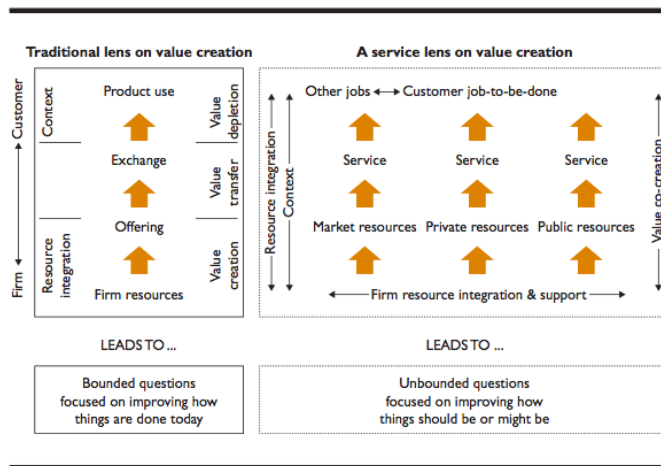 Traditional lens on value creation
Customer
Firm
Context
Resource
integration
Product use
Exchange
Offering
Firm resources
Value
depletion
Value
transfer
Value
creation
LEADS TO ...
Bounded questions
focused on improving how
things are done today
A service lens on value creation
Resource integration
Context
Other jobs Customer job-to-be-done
Service Service Service
Market resources Private resources Public resources
Firm resource integration & support
Value co-creation
LEADS TO ...
Unbounded questions
focused on improving how
things should be or might be